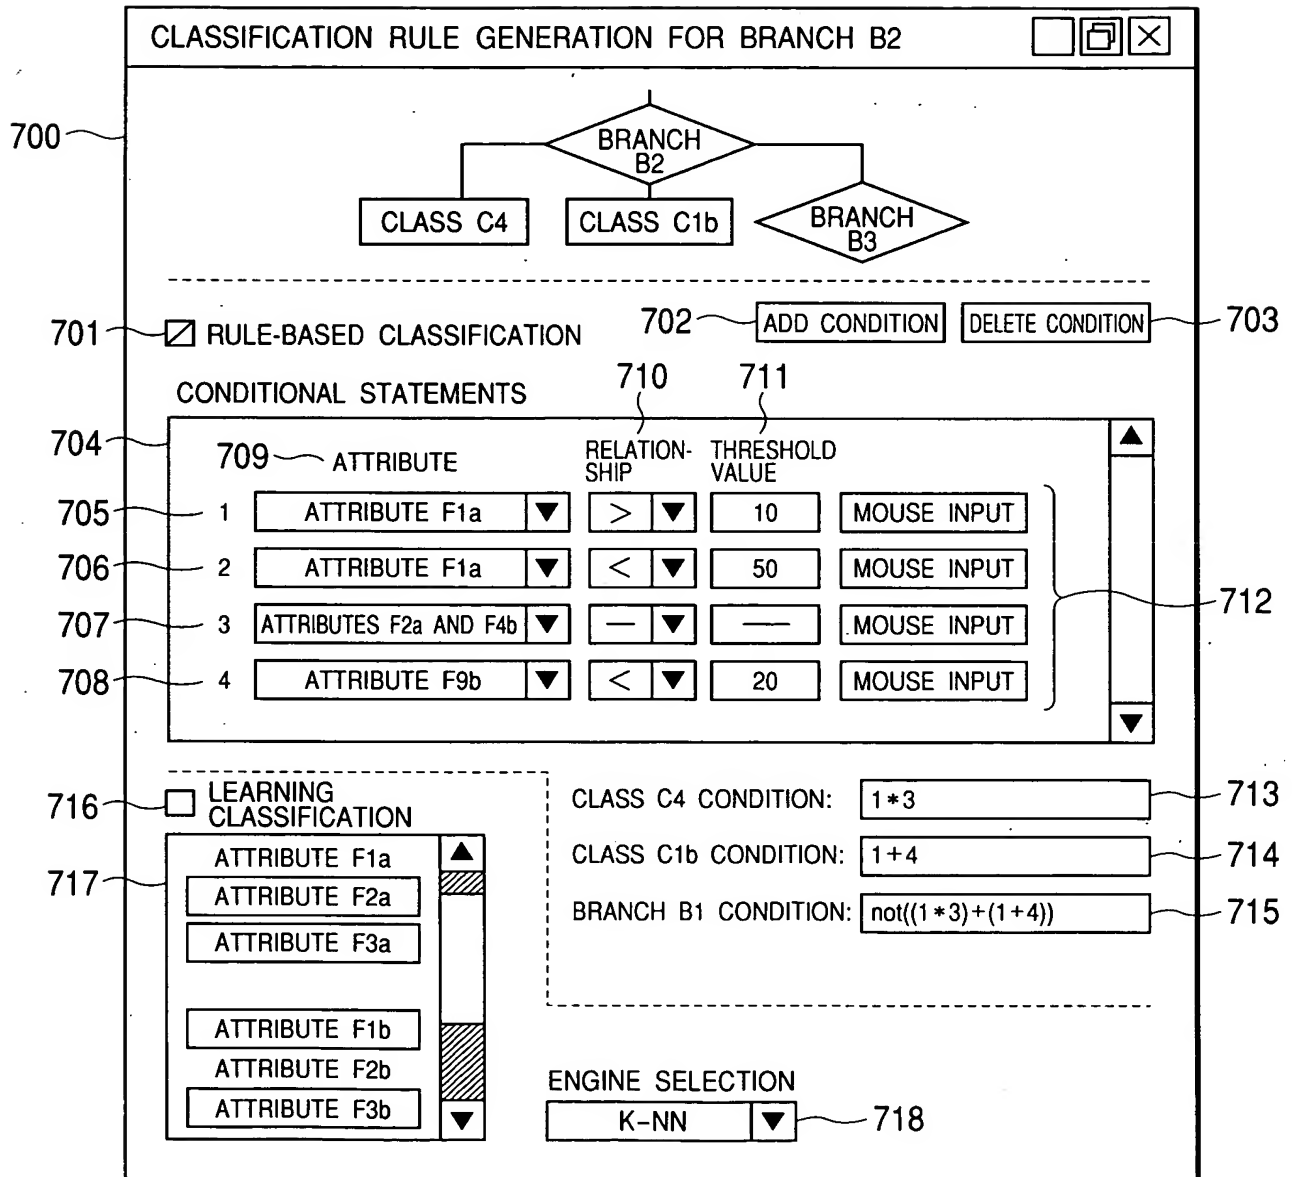 CLASSIFICATION RULE GENERATION FOR BRANCH B2
700
BRANCH
B2
CLASS C4
CLASS C1b
BRANCH
B3
701
RULE-BASED CLASSIFICATION
702
ADD CONDITION
DELETE CONDITION
703
CONDITIONAL STATEMENTS
710
711
704
709
ATTRIBUTE
RELATION-
SHIP
THRESHOLD
VALUE
705 1 ATTRIBUTE F1a > 10 MOUSE INPUT
706 2 ATTRIBUTE F1a < 50 MOUSE INPUT
712
707 3 ATTRIBUTES F2a AND F4b — — MOUSE INPUT
708 4 ATTRIBUTE F9b < 20 MOUSE INPUT
716
LEARNING
CLASSIFICATION
717
ATTRIBUTE F1a
ATTRIBUTE F2a
ATTRIBUTE F3a
ATTRIBUTE F1b
ATTRIBUTE F2b
ATTRIBUTE F3b
CLASS C4 CONDITION: 1*3 713
CLASS C1b CONDITION: 1+4 714
BRANCH B1 CONDITION: not((1*3)+(1+4)) 715
ENGINE SELECTION
K-NN
718